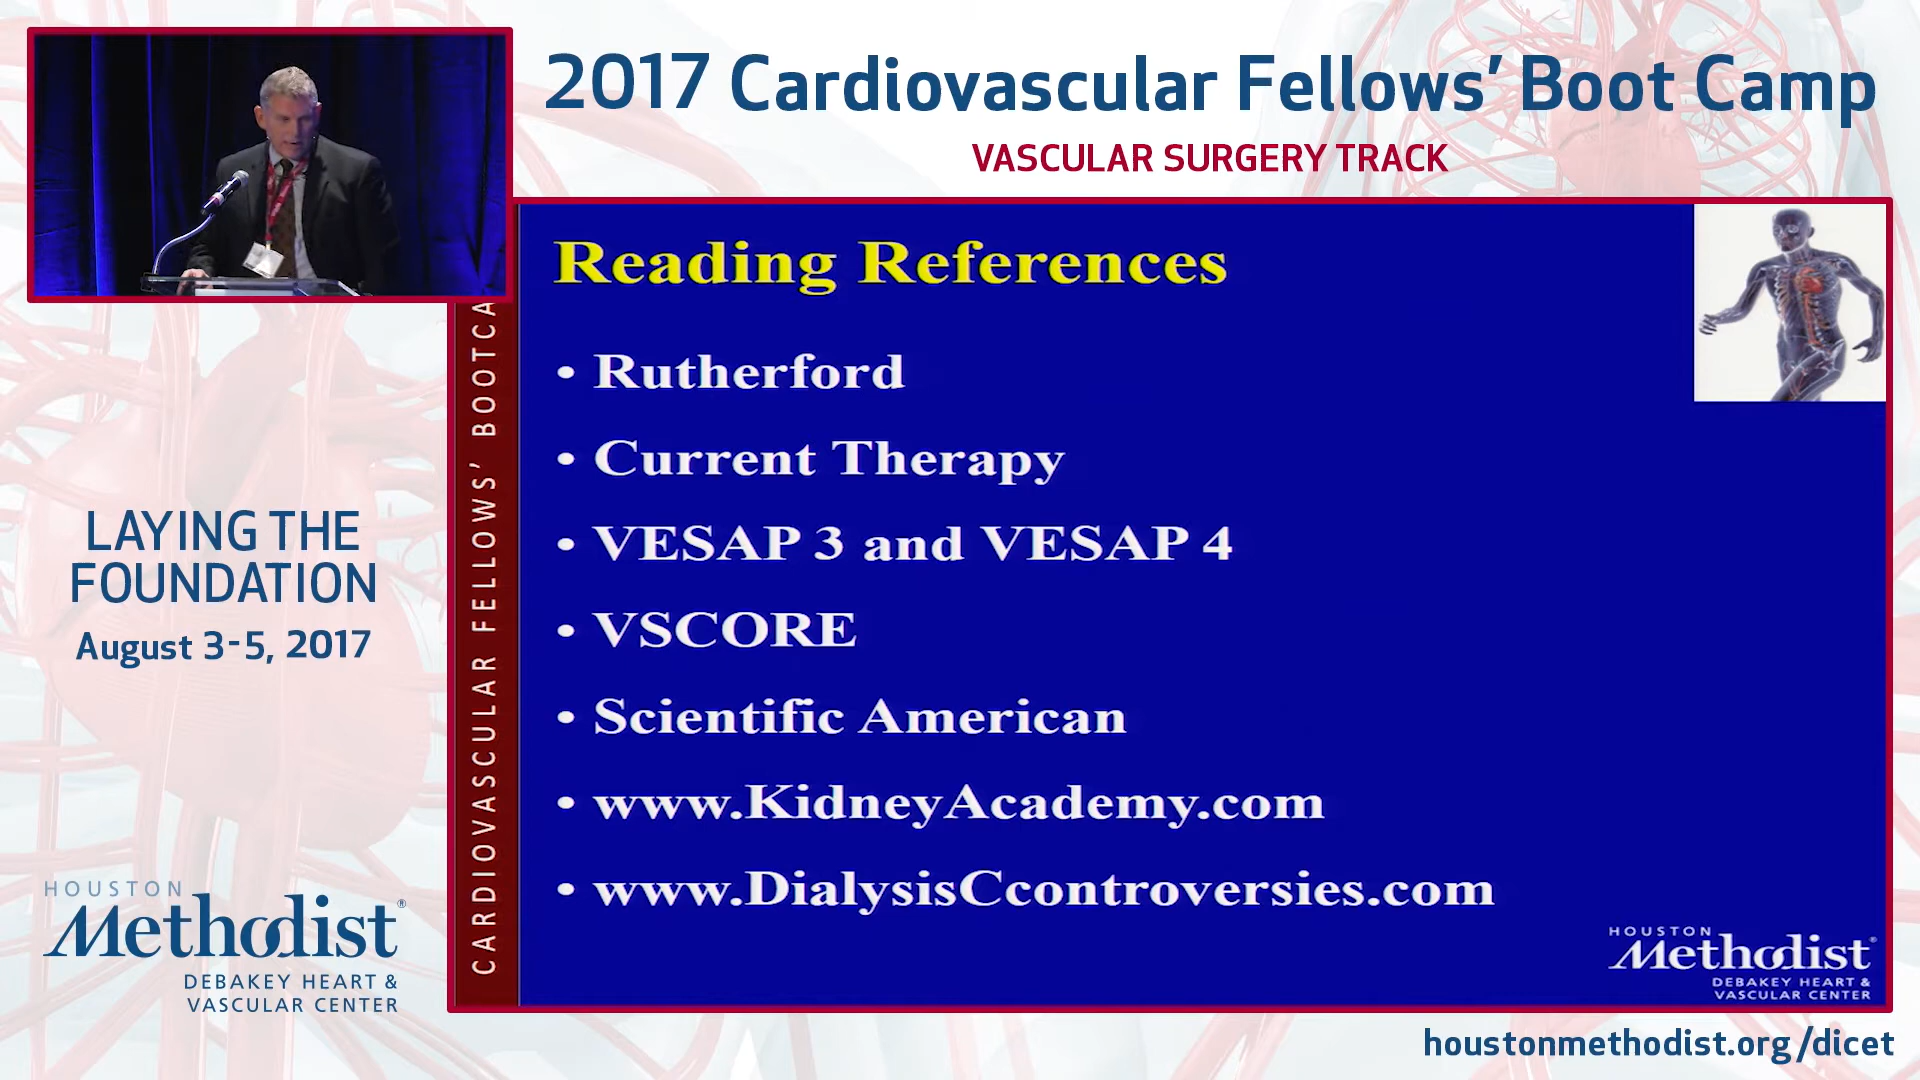 2017 Cardiovascular Fellows’ Boot Camp
VASCULAR SURGERY TRACK
Reading References
• Rutherford
• Current Therapy
• VESAP 3 and VESAP 4
• VSCORE
• Scientific American
• www.KidneyAcademy.com
• www.DialysisCcontroversies.com
CARDIOVASCULAR FELLOWS’ BOOTCA
LAYING THE
FOUNDATION
August 3-5, 2017
HOUSTON
Methodist®
DEBAKEY HEART &
VASCULAR CENTER
HOUSTON
Methodist®
DEBAKEY HEART &
VASCULAR CENTER
houstonmethodist.org/dicet